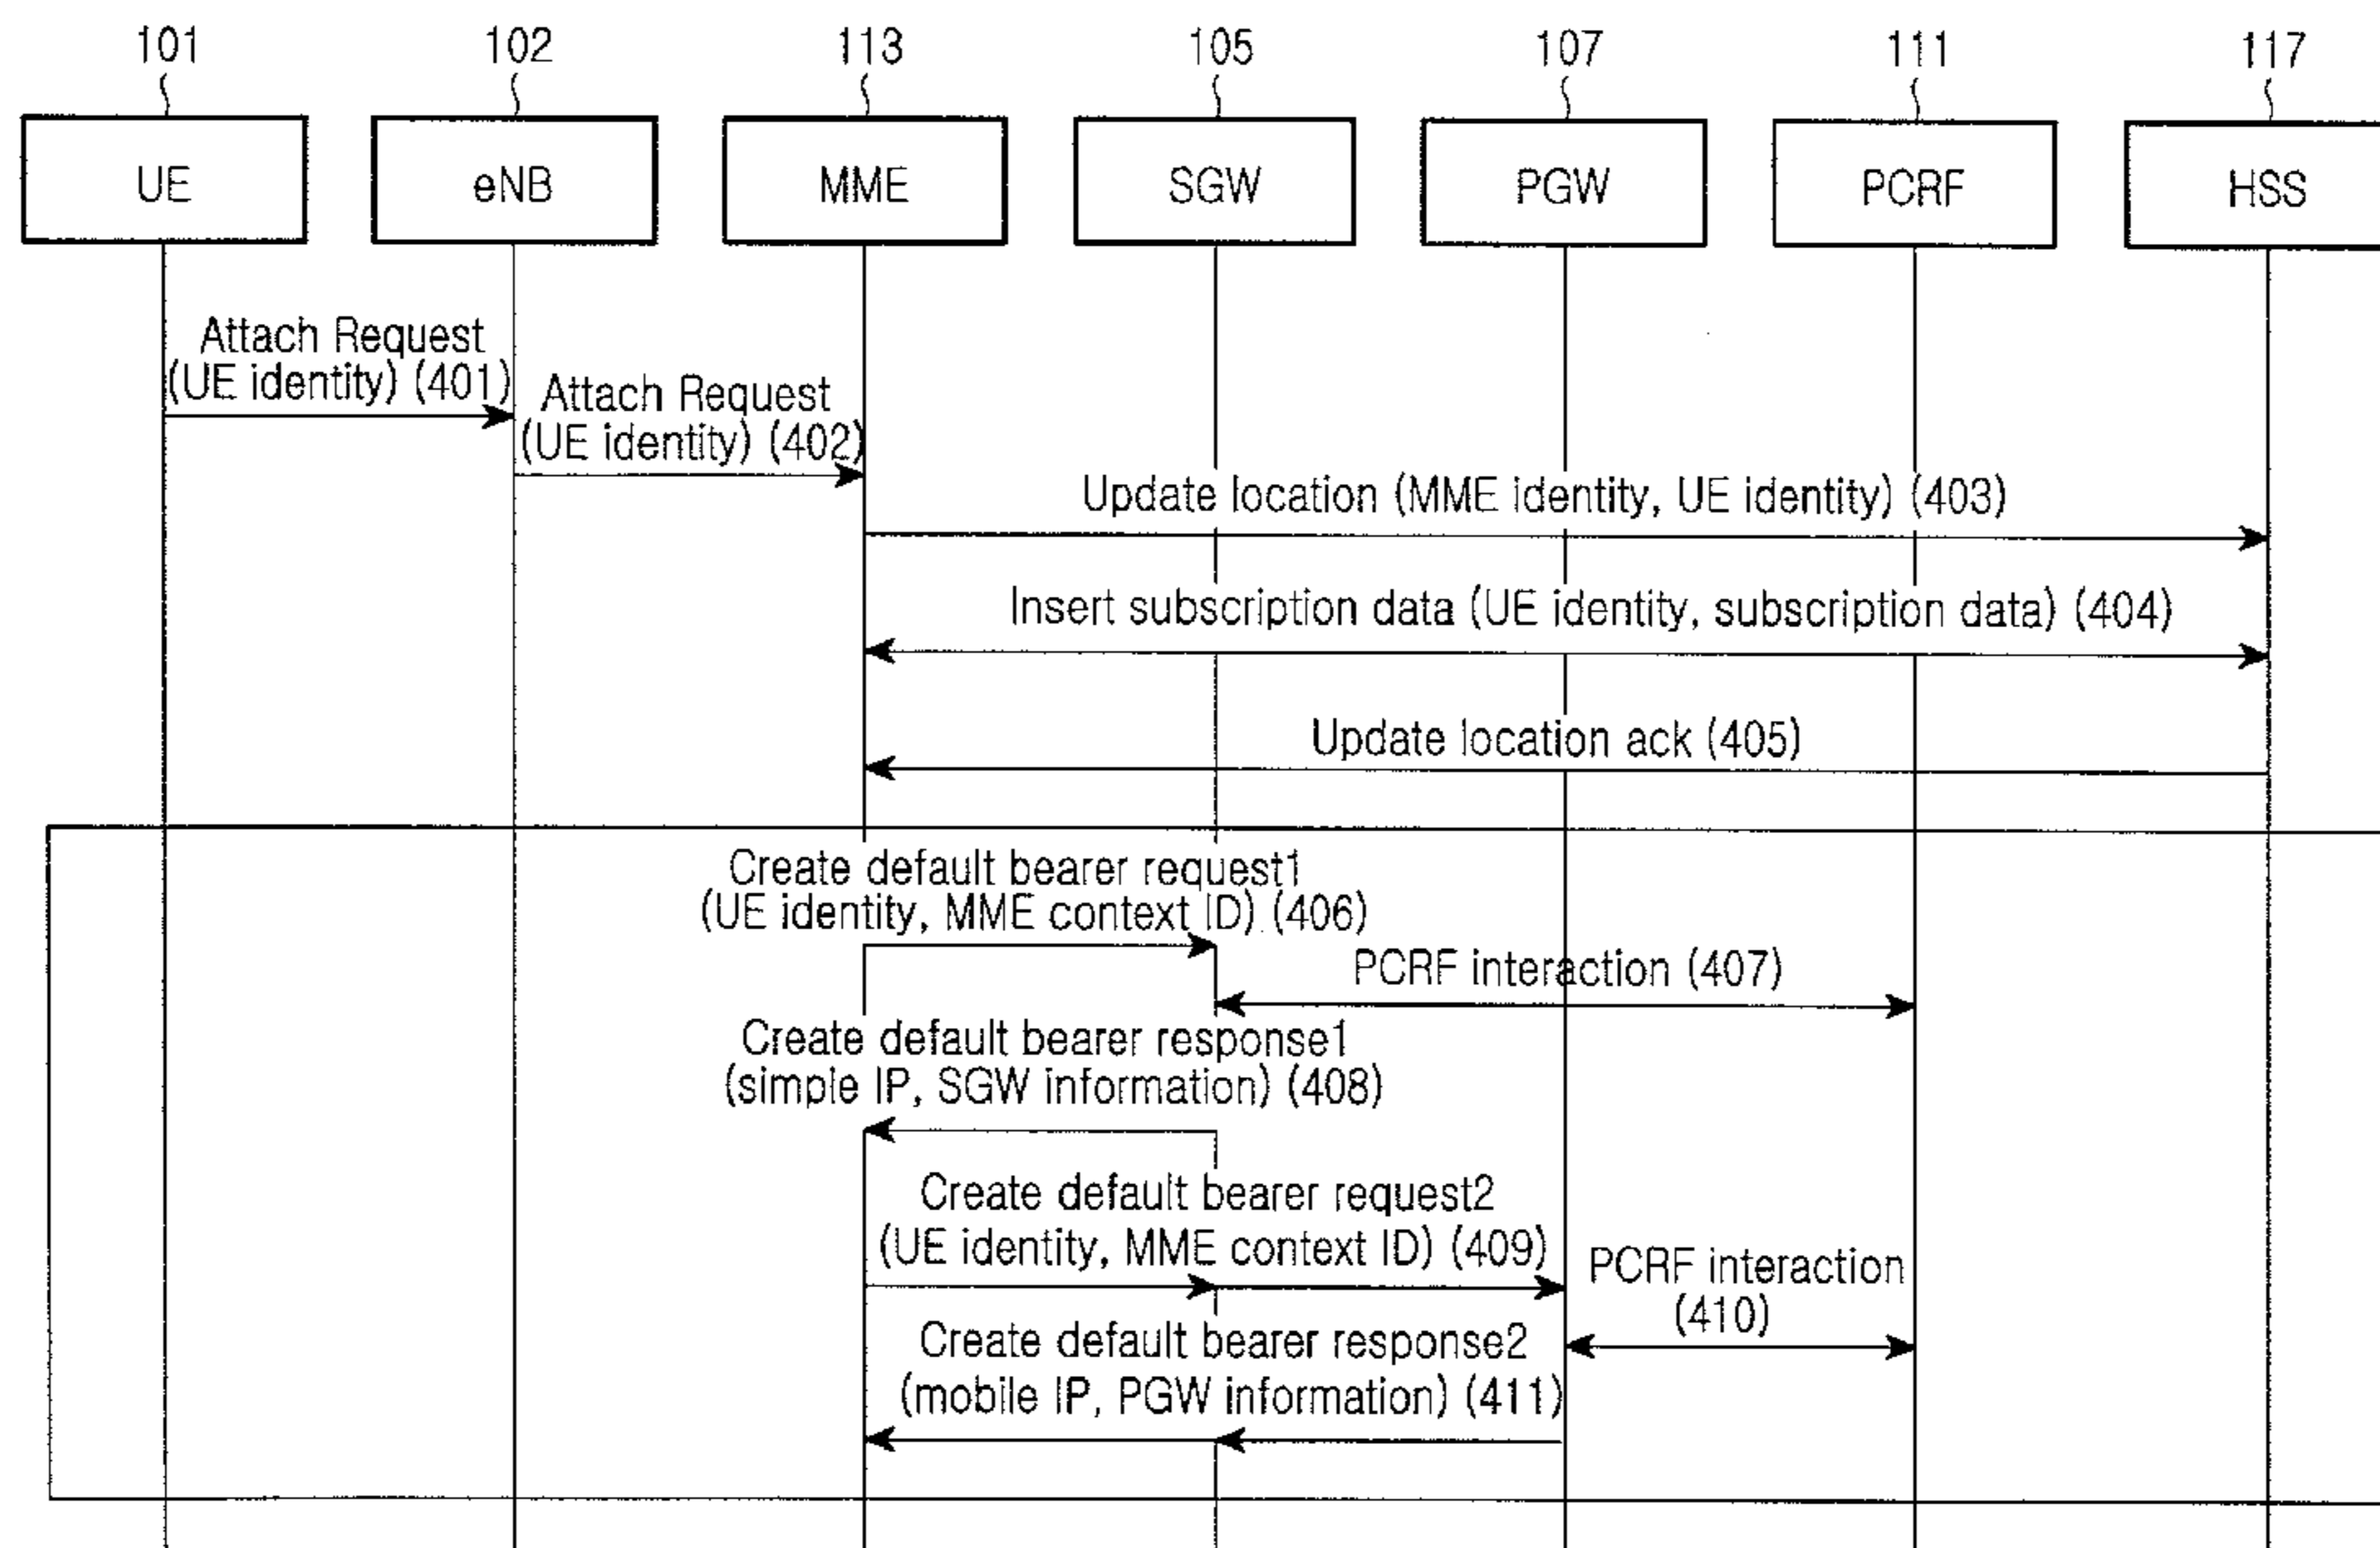 101 102 113 105 107 111 117
UE eNB MME SGW PGW PCRF HSS
Attach Request
(UE identity) (401)
Attach Request
(UE identity) (402)
Update location (MME identity, UE identity) (403)
Insert subscription data (UE identity, subscription data) (404)
Update location ack (405)
Create default bearer request1
(UE identity, MME context ID) (406)
PCRF interaction (407)
Create default bearer response1
(simple IP, SGW information) (408)
Create default bearer request2
(UE identity, MME context ID) (409)
PCRF interaction
(410)
Create default bearer response2
(mobile IP, PGW information) (411)